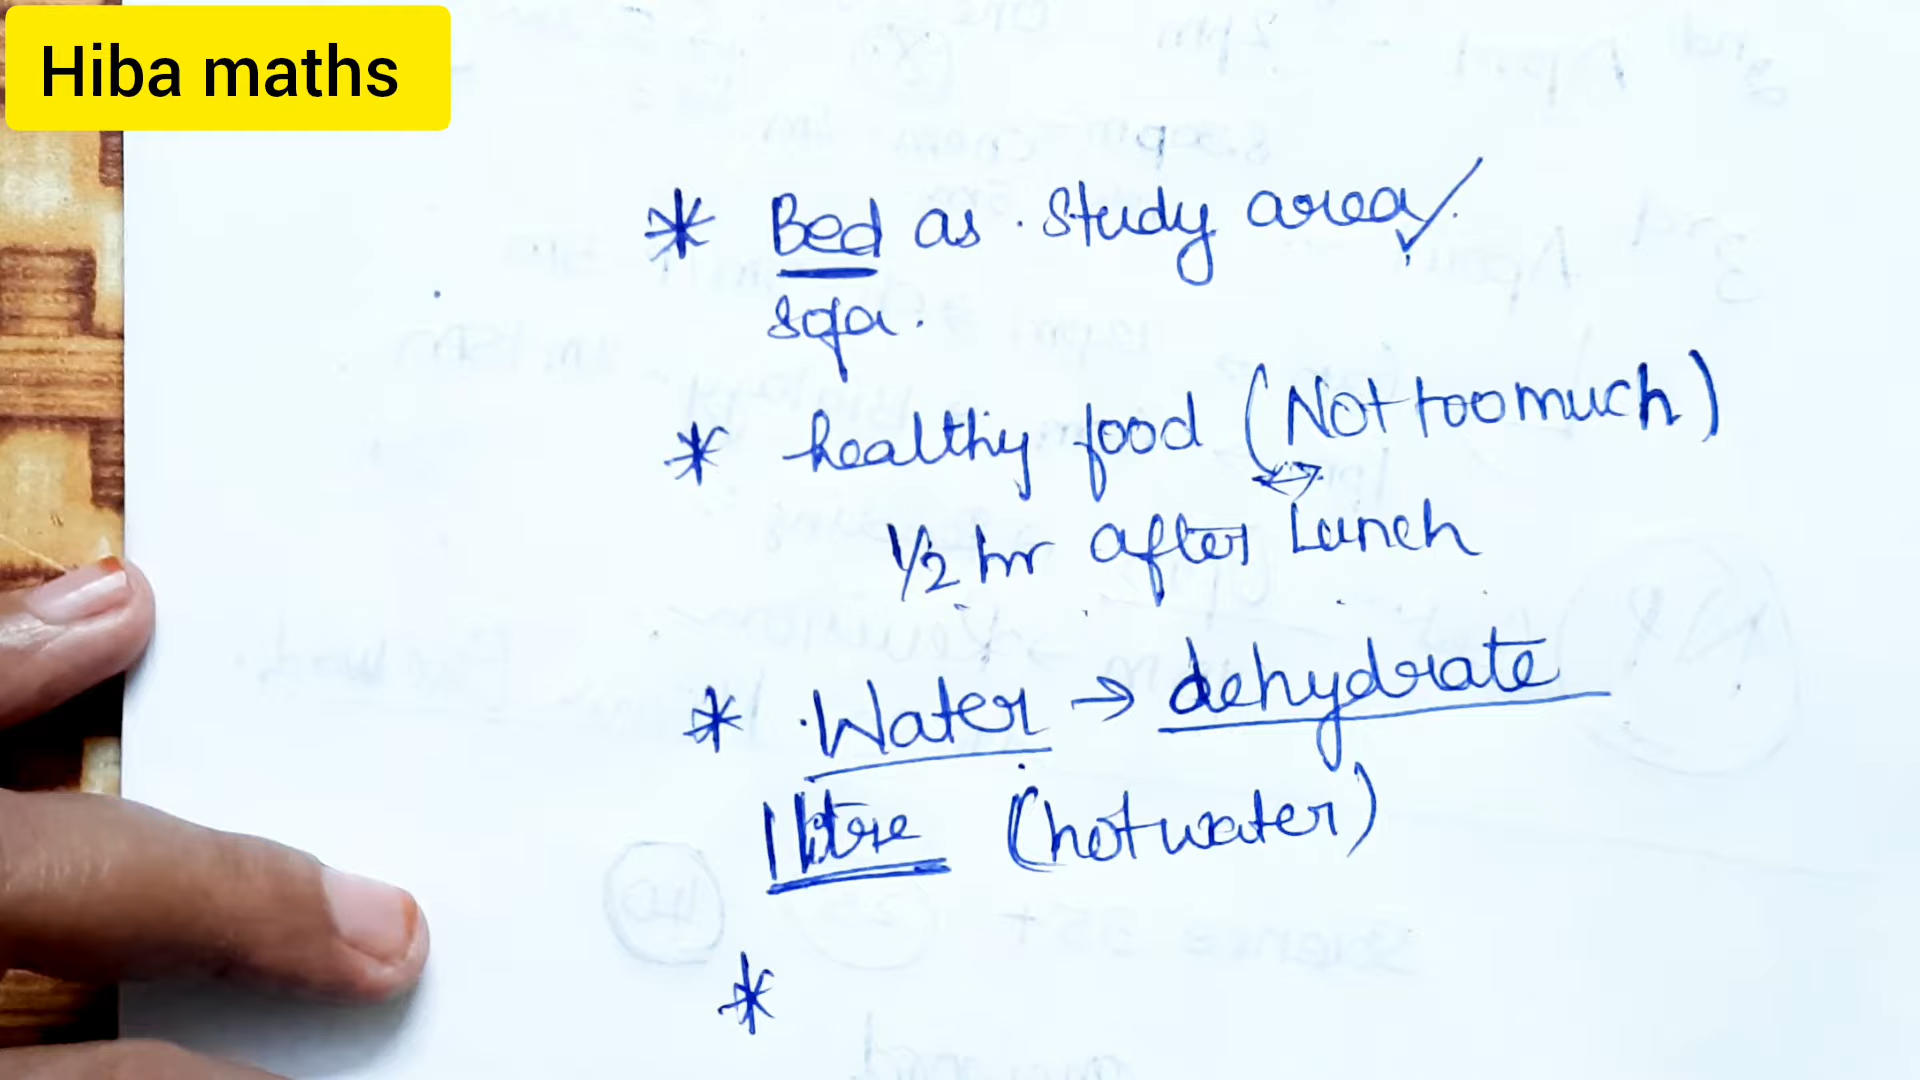 Hiba maths
* Bed as study area ✓
sofa.
* healthy food (Not too much)
1/2 hr after Lunch
* Water → dehydrate
1 litre (hot water)
*